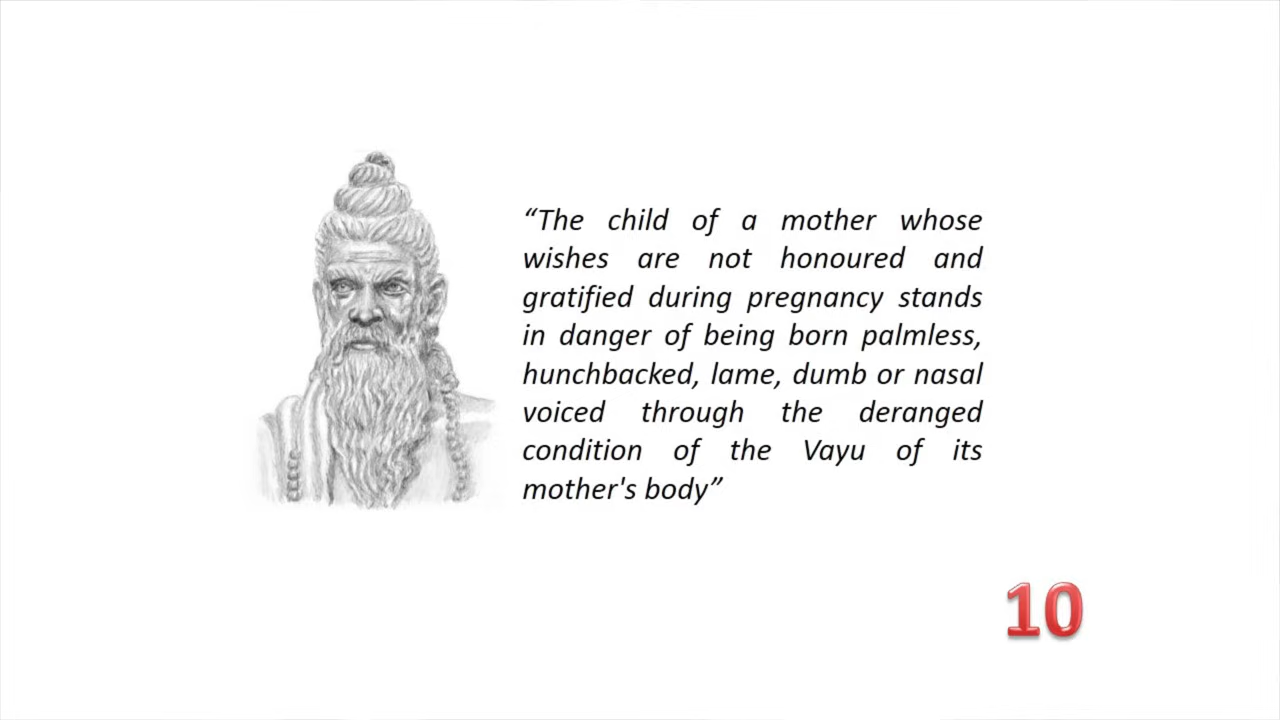 “The child of a mother whose
wishes are not honoured and
gratified during pregnancy stands
in danger of being born palmless,
hunchbacked, lame, dumb or nasal
voiced through the deranged
condition of the Vayu of its
mother's body”
10